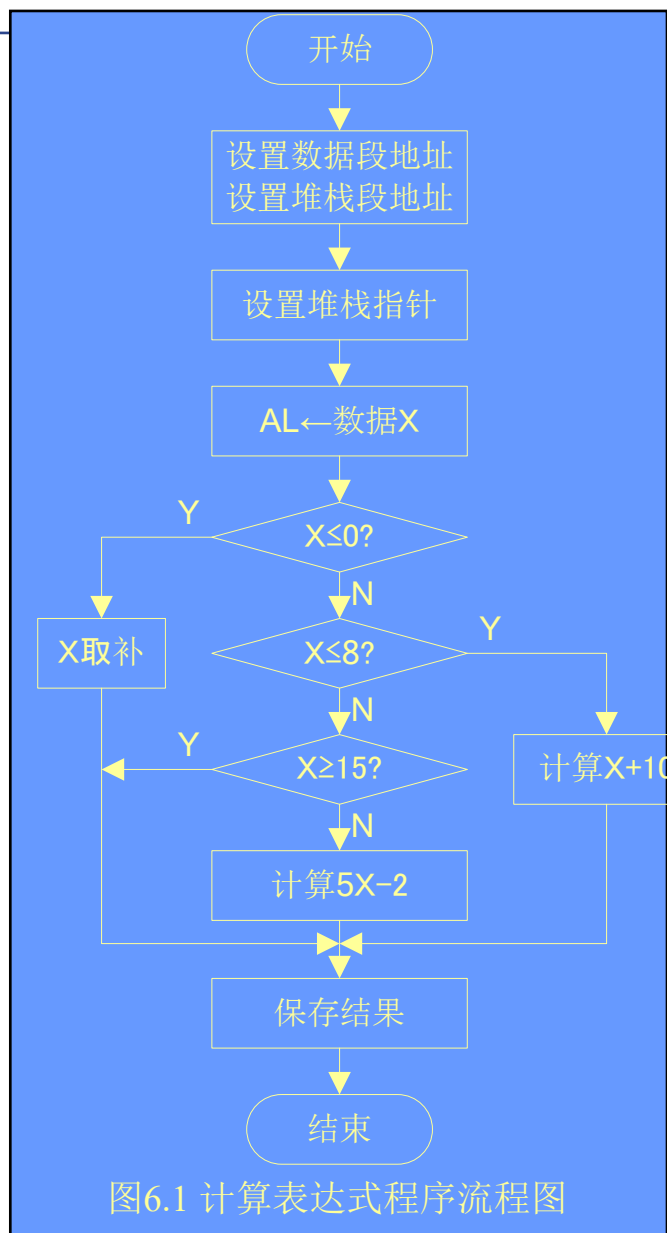 开始
设置数据段地址
设置堆栈段地址
设置堆栈指针
AL←数据X
Y
X≤0?
N
X取补
X≤8?
Y
N
Y
X≥15?
计算X+10
N
计算5X-2
保存结果
结束
图6.1 计算表达式程序流程图